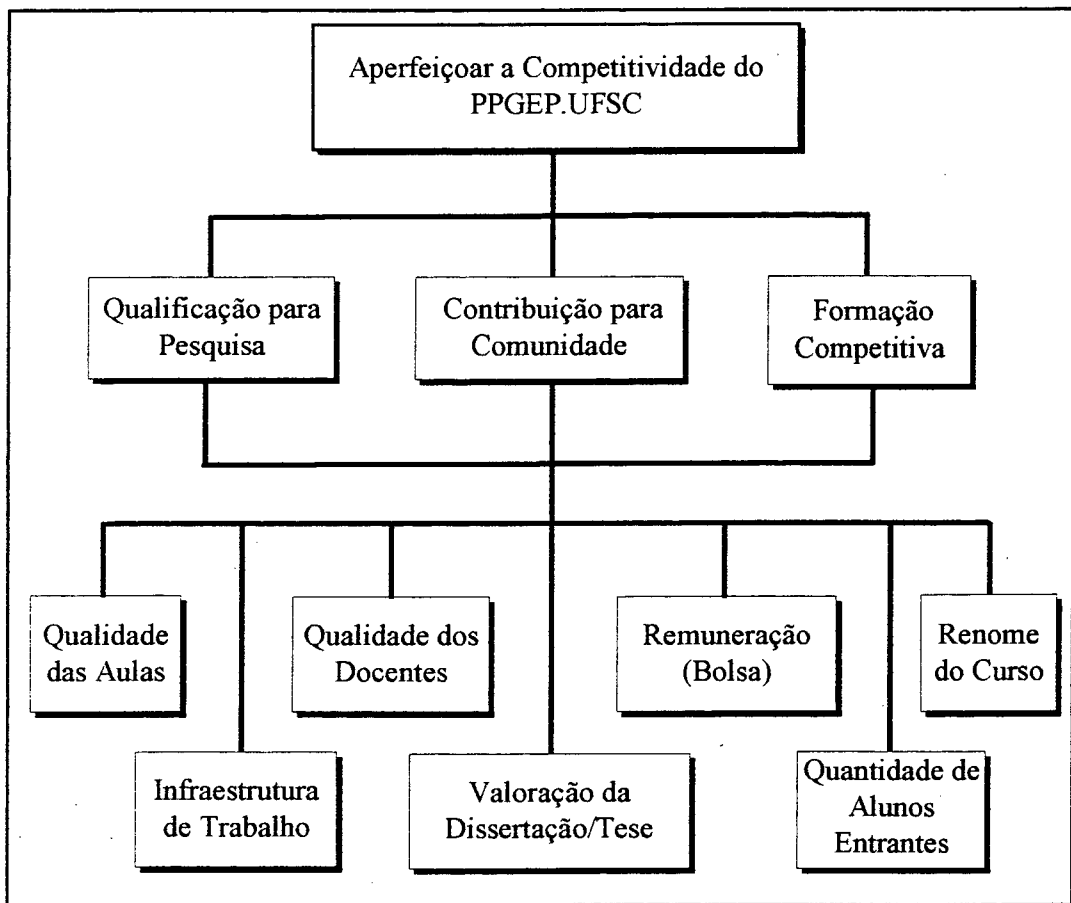 Aperfeiçoar a Competitividade do
PPGEP.UFSC
Qualificação para
Pesquisa
Contribuição para
Comunidade
Formação
Competitiva
Qualidade
das Aulas
Qualidade dos
Docentes
Remuneração
(Bolsa)
Renome
do Curso
Infraestrutura
de Trabalho
Valoração da
Dissertação/Tese
Quantidade de
Alunos
Entrantes